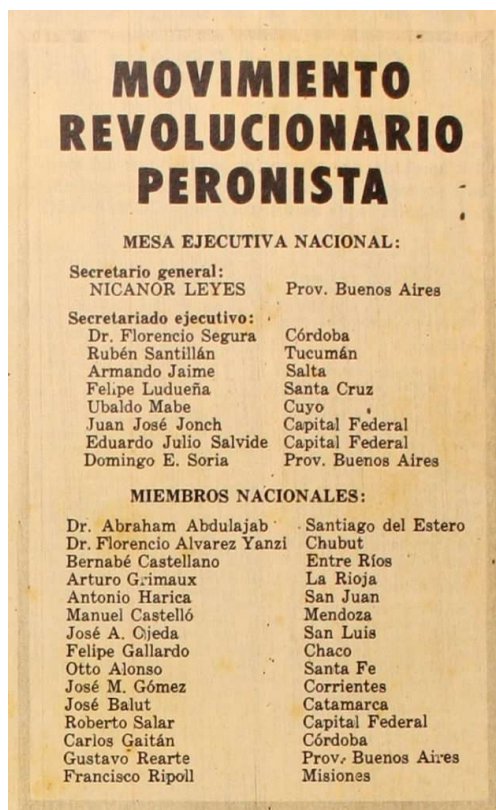 MOVIMIENTO
REVOLUCIONARIO
PERONISTA
MESA EJECUTIVA NACIONAL:
Secretario general:
NICANOR LEYES Prov. Buenos Aires
Secretariado ejecutivo:
Dr. Florencio Segura Córdoba
Rubén Santillán Tucumán
Armando Jaime Salta
Felipe Ludueña Santa Cruz
Ubaldo Mabe Cuyo
Juan José Jonch Capital Federal
Eduardo Julio Salvide Capital Federal
Domingo E. Soria Prov. Buenos Aires
MIEMBROS NACIONALES:
Dr. Abraham Abdulajab Santiago del Estero
Dr. Florencio Alvarez Yanzi Chubut
Bernabé Castellano Entre Ríos
Arturo Grimaux La Rioja
Antonio Harica San Juan
Manuel Castelló Mendoza
José A. Ojeda San Luis
Felipe Gallardo Chaco
Otto Alonso Santa Fe
José M. Gómez Corrientes
José Balut Catamarca
Roberto Salar Capital Federal
Carlos Gaitán Córdoba
Gustavo Rearte Prov. Buenos Aires
Francisco Ripoll Misiones